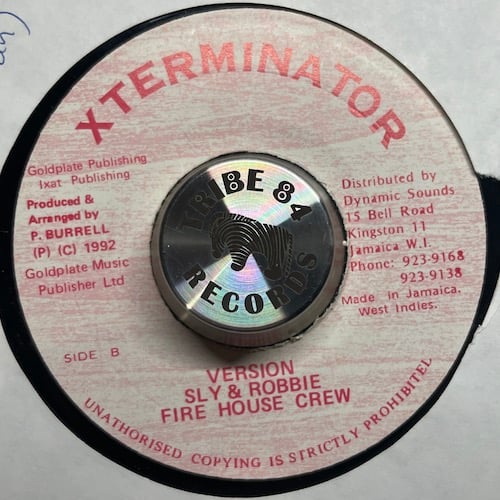 XTERMINATOR
Goldplate Publishing
Ixat Publishing
Produced &
Arranged by
P. BURRELL
(P) (C) 1992
Goldplate Music
Publisher Ltd
TRIBE 84
RECORDS
Distributed by
Dynamic Sounds
15 Bell Road
Kingston 11
Jamaica W.I.
Phone: 923-9168
923-9138
Made in Jamaica,
West Indies.
SIDE B
VERSION
SLY & ROBBIE
FIRE HOUSE CREW
UNAUTHORISED COPYING IS STRICTLY PROHIBITEL